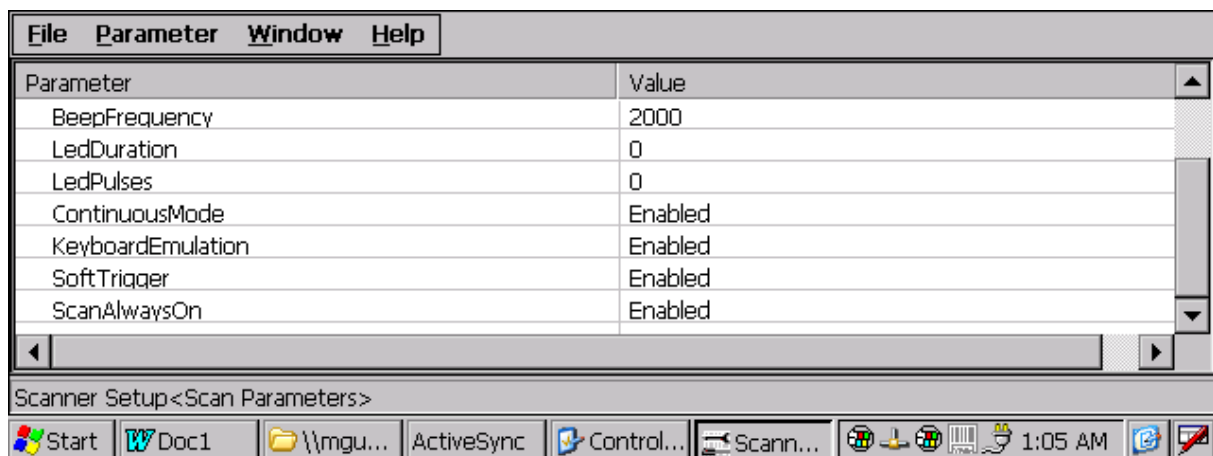 File Parameter Window Help
Parameter Value
BeepFrequency 2000
LedDuration 0
LedPulses 0
ContinuousMode Enabled
KeyboardEmulation Enabled
SoftTrigger Enabled
ScanAlwaysOn Enabled
Scanner Setup<Scan Parameters>
Start Doc1 \\mgu... ActiveSync Control... Scann... 1:05 AM